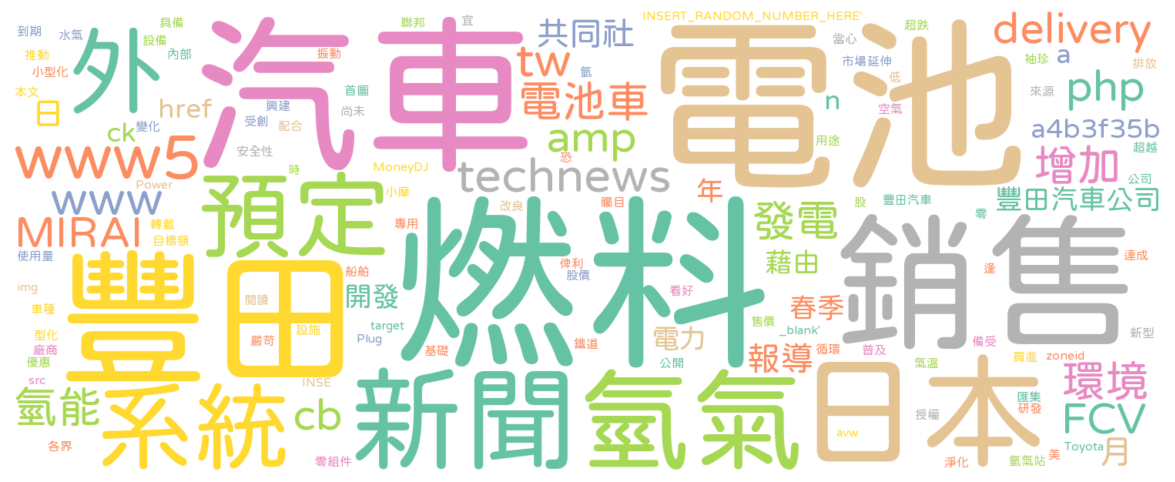 到期
水氣
具備
推動
設備
內部
小型化
本文
日
外
href
ck
變化
汽車
聯邦
宜
振動
首圖
興建
尚未
受創
配合
安全性
時
恐
共同社
tw
電池車
amp
technews
MoneyDJ
小摩
INSERT_RANDOM_NUMBER_HERE'
電池
超跌
當心
市場延伸
低
氫
n
空氣
用途
delivery
a
袖珍
排放
php
來源
a4b3f35b
超越
增加
公司
豐田汽車公司
豐田汽車
股
零
www5
www
Power
MIRAI
轉載
目標額
使用量
預定
專用
改良
矚目
年
發電
藉由
燃料
銷售
逢
達成
img
車種
型化
豐田
閱讀
嚴苛
設施
船舶
開發
target
Plug
基礎
俾利
股價
鐵道
看好
電力
公開
售價
_blank'
春季
報導
循環
普及
備受
氣溫
新型
買進
zoneid
廠商
優惠
src
氫能
各界
系統
INSE
cb
零組件
新聞
氫氣
日本
avw
授權
淨化
環境
匯集
研發
FCV
Toyota
氫氣站
美
月